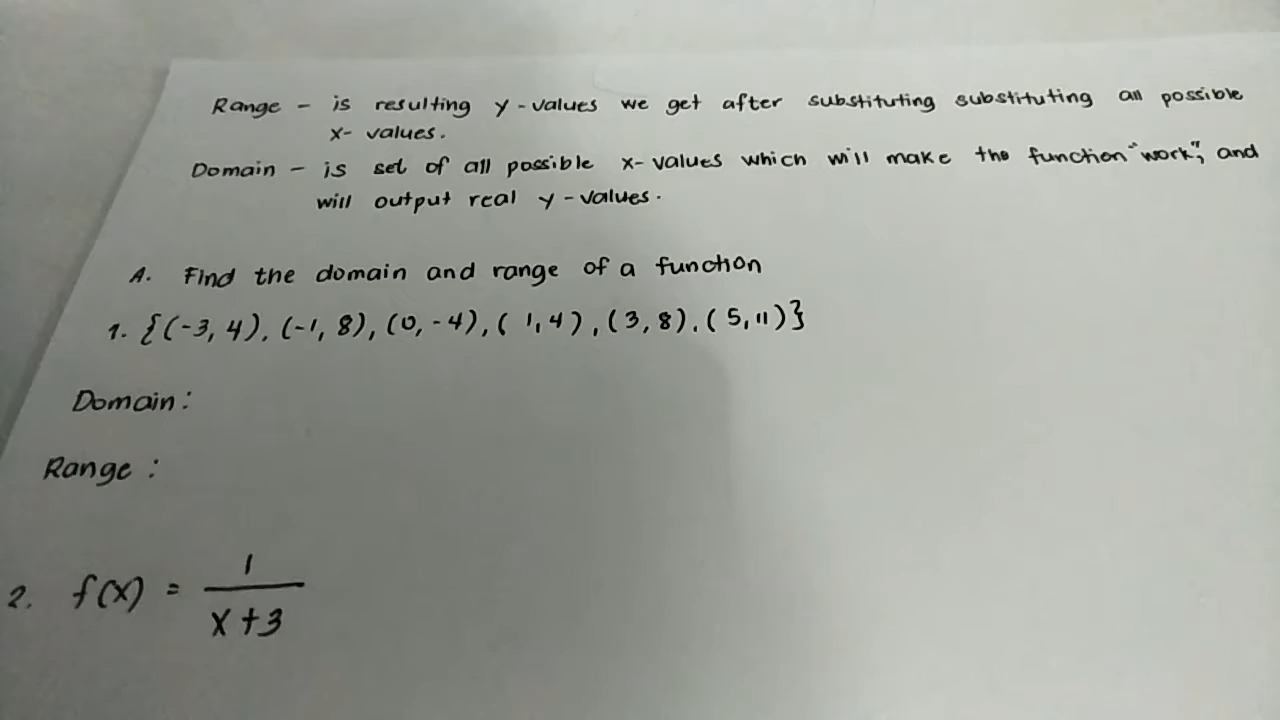 Range - is resulting y-values we get after substituting substituting all possible
x- values.
Domain - is set of all possible x-values which will make the function "work", and
will output real y-values.
A. Find the domain and range of a function
1. {(-3, 4), (-1, 8), (0, -4), (1, 4), (3, 8), (5, 11)}
Domain:
Range:
2. f(x) = 1
x+3